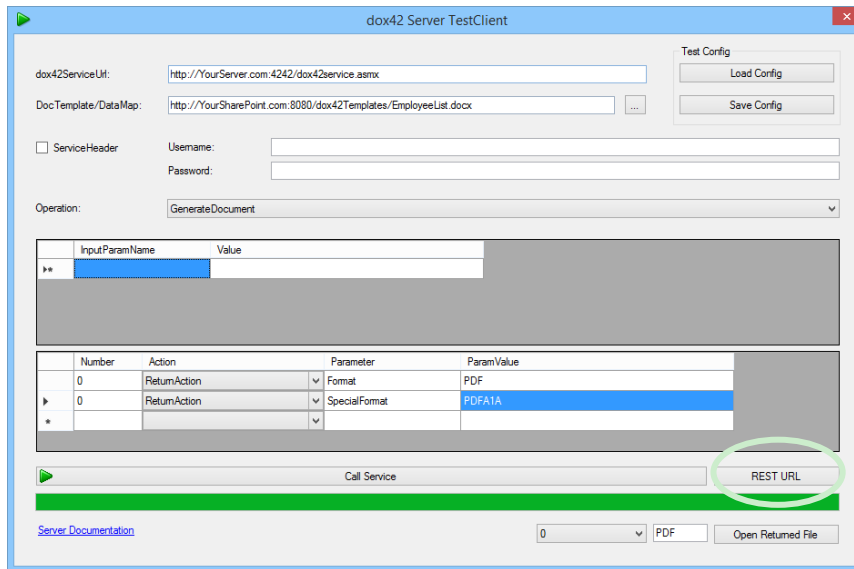 dox42 Server TestClient
Test Config
dox42ServiceUrl: http://YourServer.com:4242/dox42service.asmx Load Config
DocTemplate/DataMap: http://YourSharePoint.com:8080/dox42Templates/EmployeeList.docx ... Save Config
ServiceHeader Username:
Password:
Operation: GenerateDocument
InputParamName Value
Number Action Parameter ParamValue
0 ReturnAction Format PDF
0 ReturnAction SpecialFormat PDFA1A
Call Service REST URL
Server Documentation 0 PDF Open Returned File